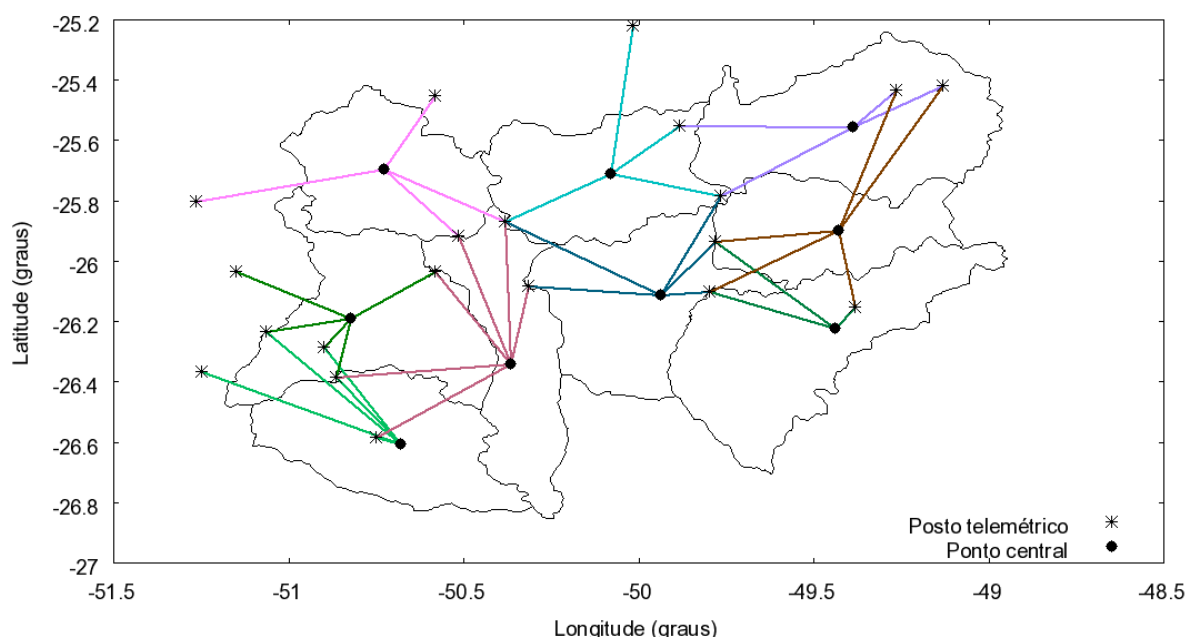 -25.2
-25.4
-25.6
-25.8
-26
-26.2
-26.4
-26.6
-26.8
-27
Latitude (graus)
Posto telemétrico
Ponto central
-51.5 -51 -50.5 -50 -49.5 -49 -48.5
Longitude (graus)